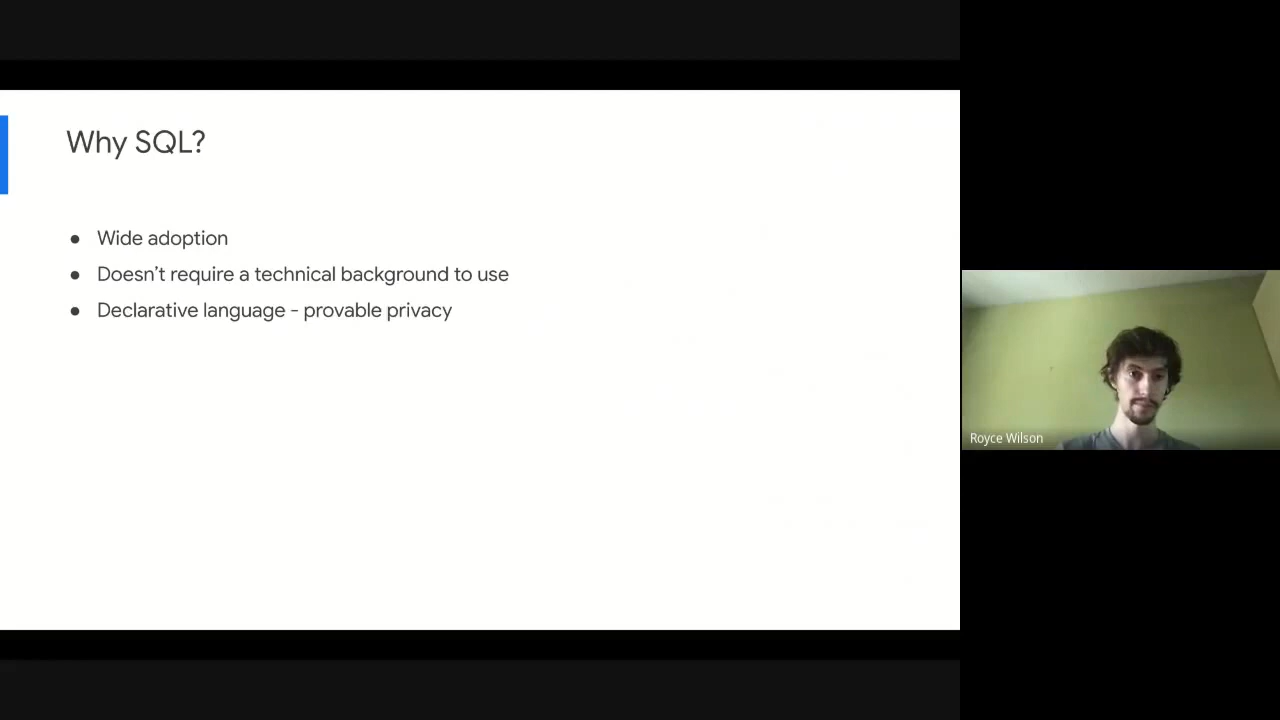 Why SQL?
● Wide adoption
● Doesn’t require a technical background to use
● Declarative language - provable privacy
Royce Wilson